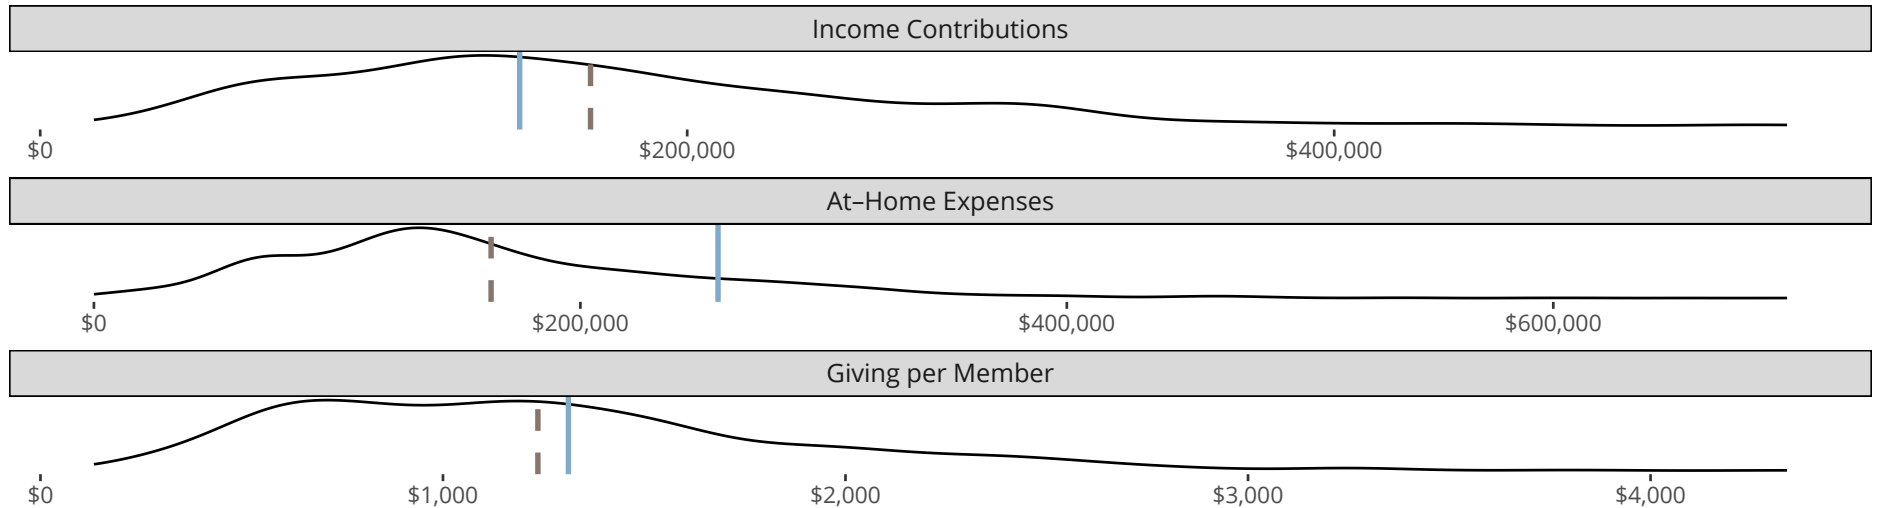 Income Contributions
$0 $200,000 $400,000
At–Home Expenses
$0 $200,000 $400,000 $600,000
Giving per Member
$0 $1,000 $2,000 $3,000 $4,000